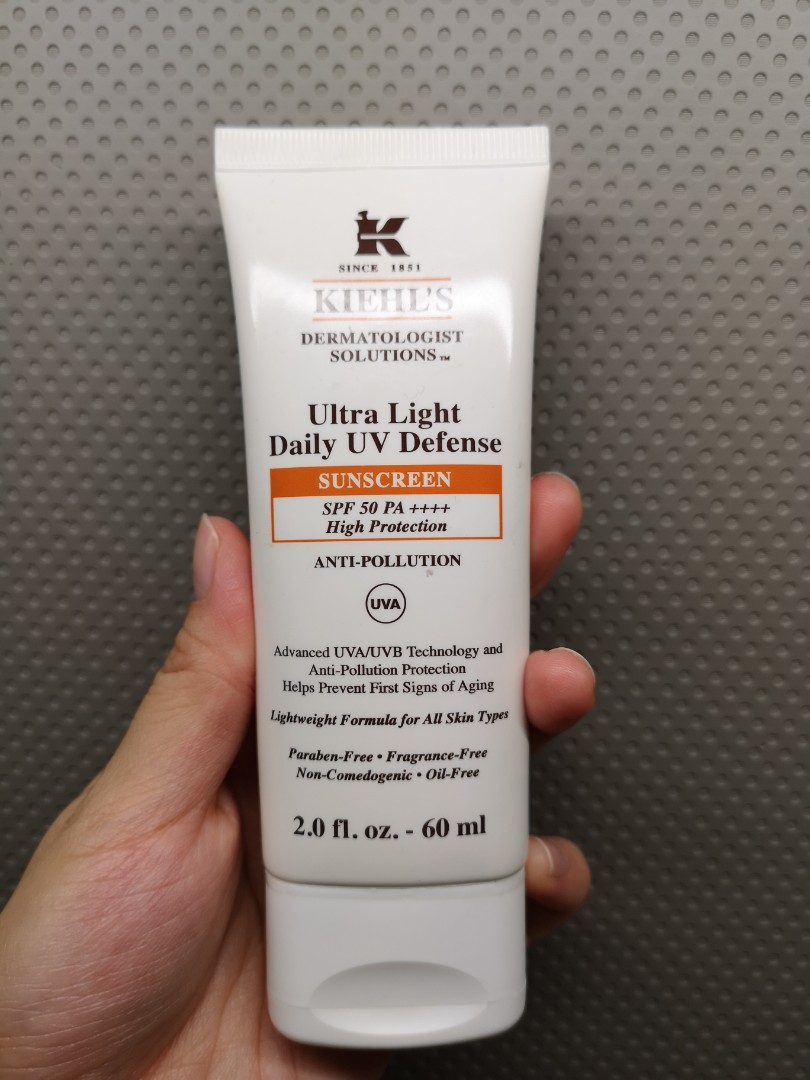 K
SINCE 1851
KIEHL'S
DERMATOLOGIST
SOLUTIONS™
Ultra Light
Daily UV Defense
SUNSCREEN
SPF 50 PA ++++
High Protection
ANTI-POLLUTION
UVA
Advanced UVA/UVB Technology and
Anti-Pollution Protection
Helps Prevent First Signs of Aging
Lightweight Formula for All Skin Types
Paraben-Free • Fragrance-Free
Non-Comedogenic • Oil-Free
2.0 fl. oz. - 60 ml